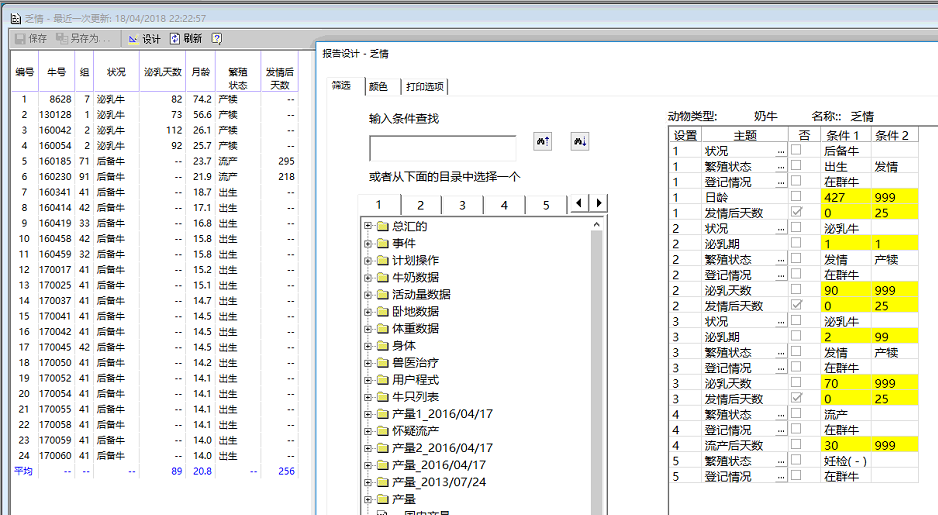 乏情 - 最近一次更新: 18/04/2018 22:22:57
保存 另存为... 设计 刷新
编号 牛号 组 状况 泌乳天数 月龄 繁殖状态 发情后天数
1 8628 7 泌乳牛 82 74.2 产犊 --
2 130128 1 泌乳牛 73 56.6 产犊 --
3 160042 2 泌乳牛 112 26.1 产犊 --
4 160054 2 泌乳牛 92 25.7 产犊 --
5 160185 71 后备牛 -- 23.7 流产 295
6 160230 91 后备牛 -- 21.9 流产 218
7 160341 41 后备牛 -- 18.7 出生 --
8 160414 42 后备牛 -- 17.1 出生 --
9 160419 33 后备牛 -- 16.8 出生 --
10 160458 42 后备牛 -- 15.8 出生 --
11 160459 32 后备牛 -- 15.8 出生 --
12 170017 41 后备牛 -- 15.2 出生 --
13 170025 41 后备牛 -- 15.1 出生 --
14 170037 41 后备牛 -- 14.7 出生 --
15 170041 41 后备牛 -- 14.5 出生 --
16 170042 41 后备牛 -- 14.5 出生 --
17 170045 42 后备牛 -- 14.5 出生 --
18 170050 41 后备牛 -- 14.2 出生 --
19 170052 41 后备牛 -- 14.1 出生 --
20 170054 41 后备牛 -- 14.1 出生 --
21 170055 41 后备牛 -- 14.1 出生 --
22 170058 41 后备牛 -- 14.1 出生 --
23 170059 41 后备牛 -- 14.0 出生 --
24 170060 41 后备牛 -- 14.0 出生 --
平均 -- -- -- 89 20.8 -- 256
报告设计 - 乏情
筛选 颜色 打印选项
输入条件查找
或者从下面的目录中选择一个
1 2 3 4 5
总汇的
事件
计划操作
牛奶数据
活动量数据
卧地数据
体重数据
身体
兽医治疗
用户程式
牛只列表
产量1_2016/04/17
怀疑流产
产量2_2016/04/17
产量_2016/04/17
产量_2013/07/24
产量
动物类型: 奶牛 名称:: 乏情
设置 主题 否 条件 1 条件 2
1 状况 ... 后备牛
1 繁殖状态 ... 出生 发情
1 登记情况 ... 在群牛
1 日龄 427 999
1 发情后天数 0 25
2 状况 ... 泌乳牛
2 泌乳期 1 1
2 繁殖状态 ... 发情 产犊
2 登记情况 ... 在群牛
2 泌乳天数 90 999
2 发情后天数 0 25
3 状况 ... 泌乳牛
3 泌乳期 2 99
3 繁殖状态 ... 发情 产犊
3 登记情况 ... 在群牛
3 泌乳天数 70 999
3 发情后天数 0 25
4 繁殖状态 ... 流产
4 登记情况 ... 在群牛
4 流产后天数 30 999
5 繁殖状态 ... 妊检( - )
5 登记情况 ... 在群牛